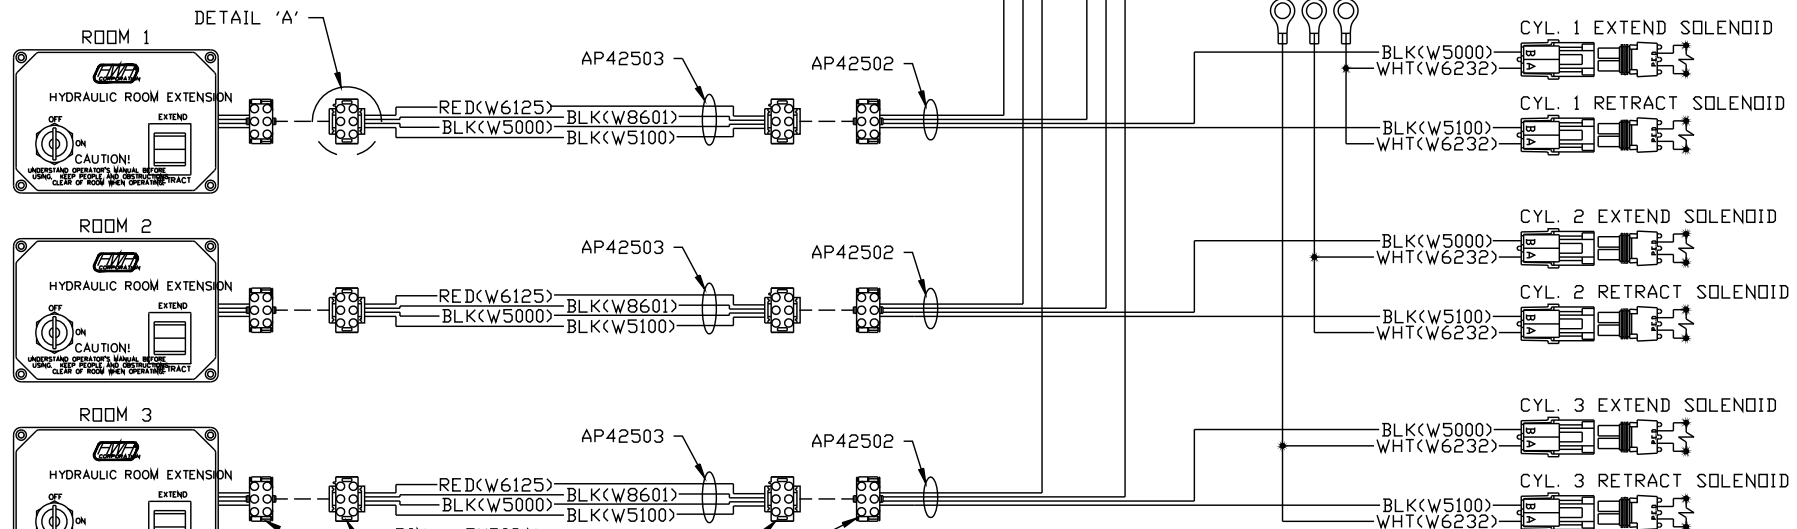 DETAIL 'A'
ROOM 1
HWH
CORPORATION
HYDRAULIC ROOM EXTENSION
OFF
ON
EXTEND
CAUTION!
UNDERSTAND OPERATOR'S MANUAL BEFORE
USING. KEEP PEOPLE AND OBSTRUCTIONS
CLEAR OF ROOM WHEN OPERATING.
RETRACT
RED(W6125)
BLK(W8601)
BLK(W5000)
BLK(W5100)
AP42503
AP42502
CYL. 1 EXTEND SOLENOID
BLK(W5000)
WHT(W6232)
B
A
CYL. 1 RETRACT SOLENOID
BLK(W5100)
WHT(W6232)
B
A
ROOM 2
HWH
CORPORATION
HYDRAULIC ROOM EXTENSION
OFF
ON
EXTEND
CAUTION!
UNDERSTAND OPERATOR'S MANUAL BEFORE
USING. KEEP PEOPLE AND OBSTRUCTIONS
CLEAR OF ROOM WHEN OPERATING.
RETRACT
RED(W6125)
BLK(W8601)
BLK(W5000)
BLK(W5100)
AP42503
AP42502
CYL. 2 EXTEND SOLENOID
BLK(W5000)
WHT(W6232)
B
A
CYL. 2 RETRACT SOLENOID
BLK(W5100)
WHT(W6232)
B
A
ROOM 3
HWH
CORPORATION
HYDRAULIC ROOM EXTENSION
OFF
ON
EXTEND
RED(W6125)
BLK(W8601)
BLK(W5000)
BLK(W5100)
AP42503
AP42502
CYL. 3 EXTEND SOLENOID
BLK(W5000)
WHT(W6232)
B
A
CYL. 3 RETRACT SOLENOID
BLK(W5100)
WHT(W6232)
B
A